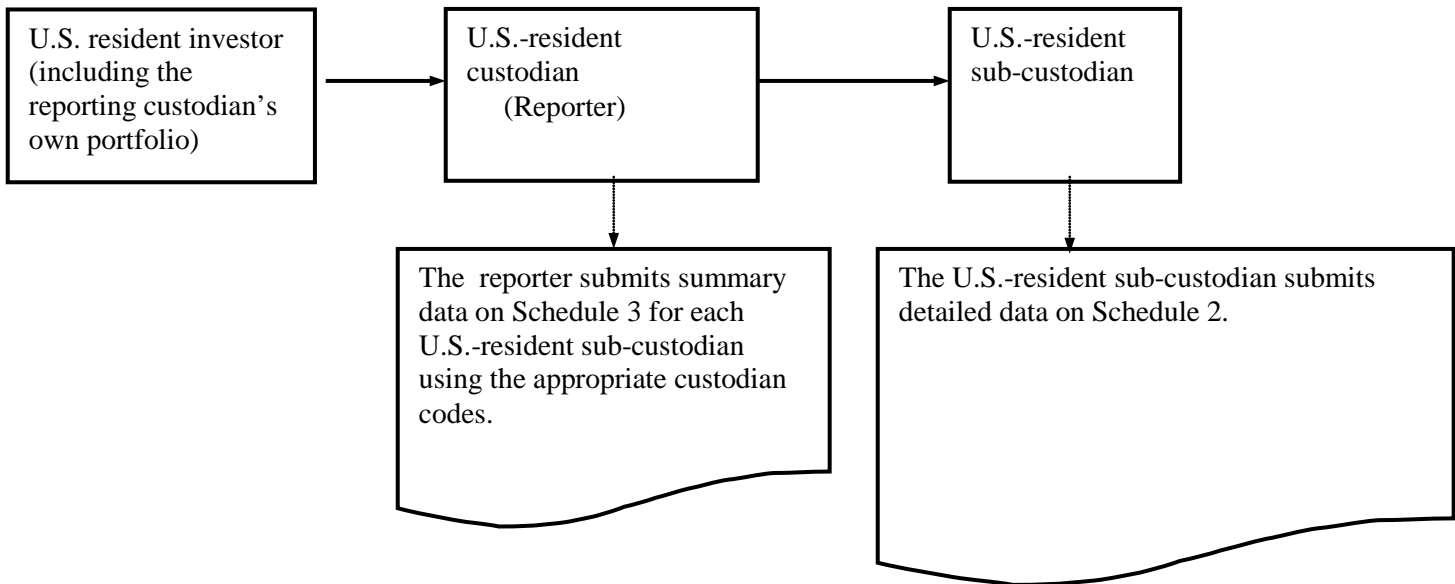 U.S. resident investor
(including the
reporting custodian’s
own portfolio)
U.S.-resident
custodian
(Reporter)
U.S.-resident
sub-custodian
The reporter submits summary
data on Schedule 3 for each
U.S.-resident sub-custodian
using the appropriate custodian
codes.
The U.S.-resident sub-custodian submits
detailed data on Schedule 2.